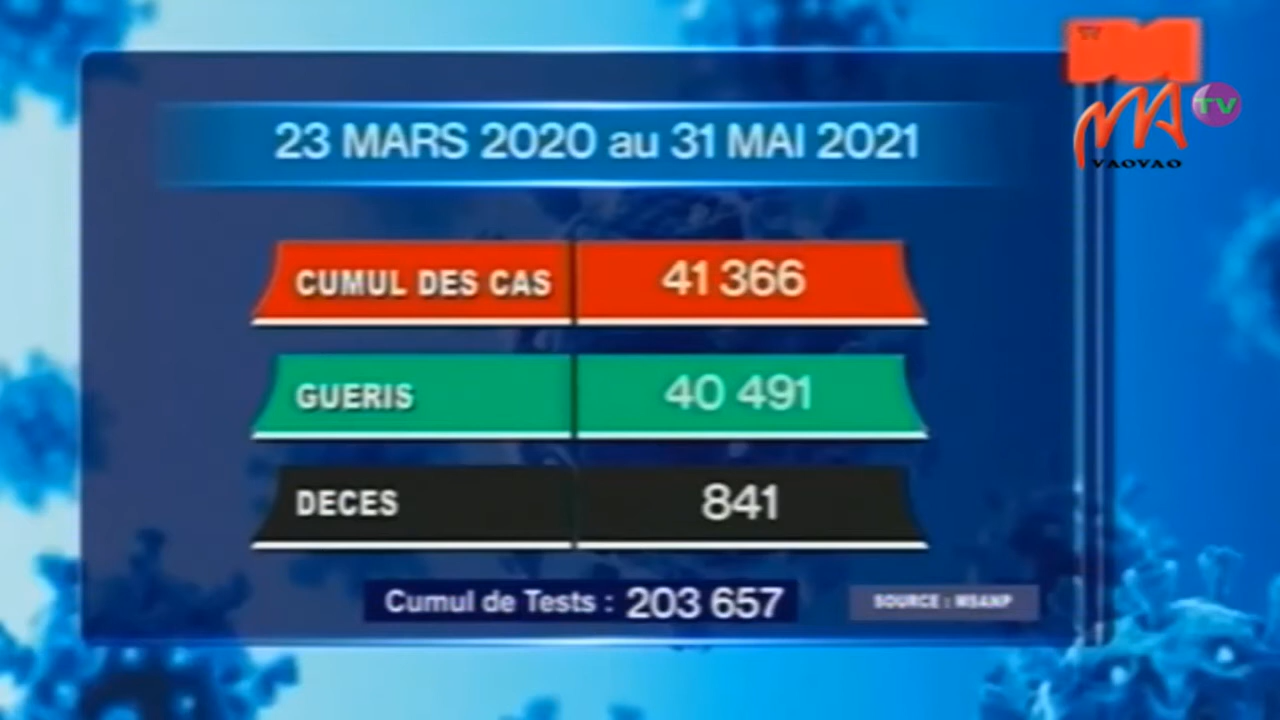 TV
MA
TV
VAOVAO
23 MARS 2020 au 31 MAI 2021
CUMUL DES CAS 41 366
GUERIS 40 491
DECES 841
Cumul de Tests : 203 657
SOURCE : MSANP